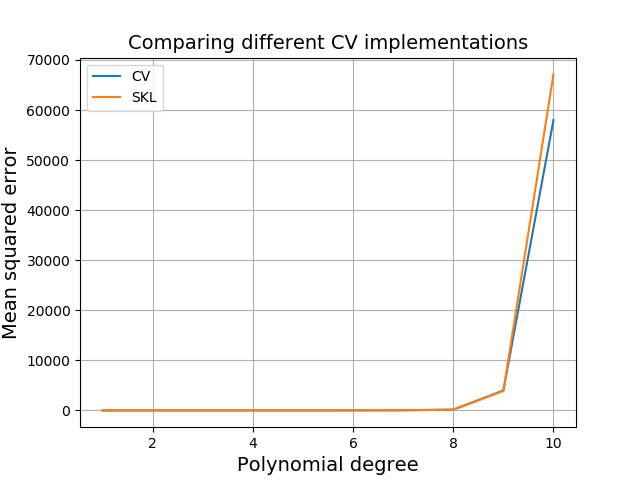 Comparing different CV implementations
CV
SKL
Mean squared error
70000
60000
50000
40000
30000
20000
10000
0
2 4 6 8 10
Polynomial degree